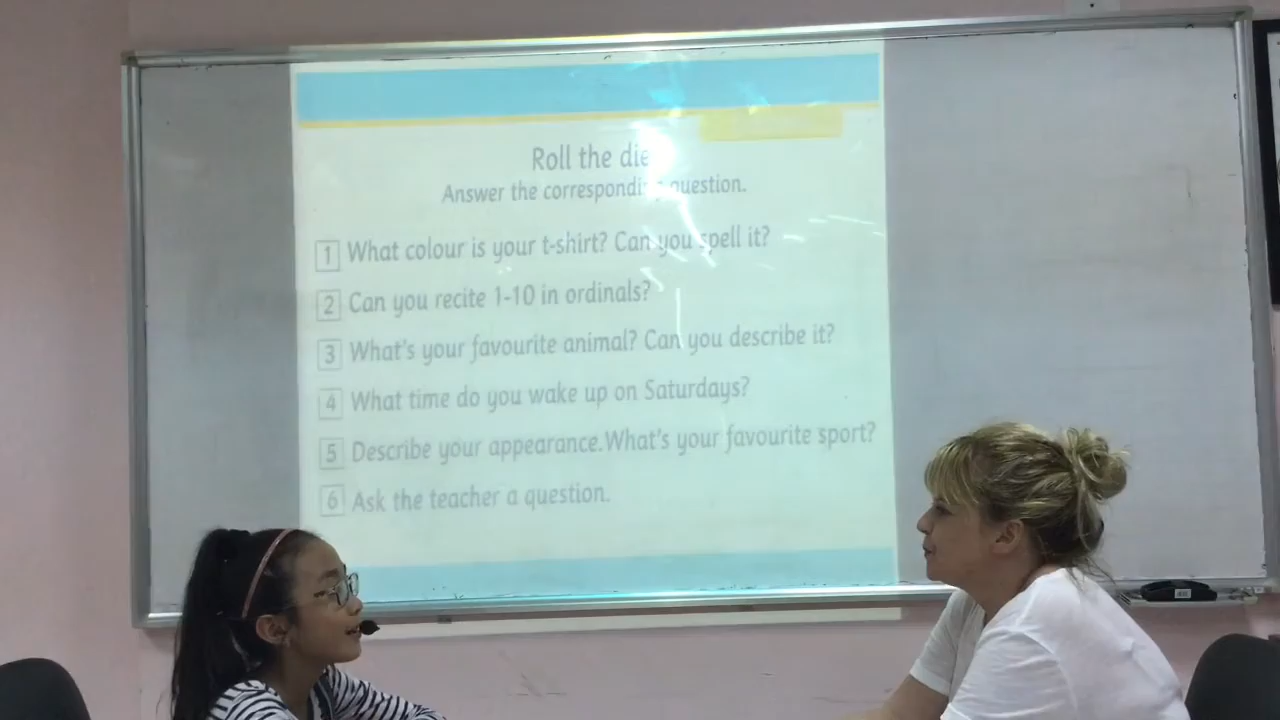 Roll the die
Answer the corresponding question.
1 What colour is your t-shirt? Can you spell it?
2 Can you recite 1-10 in ordinals?
3 What's your favourite animal? Can you describe it?
4 What time do you wake up on Saturdays?
5 Describe your appearance.What's your favourite sport?
6 Ask the teacher a question.